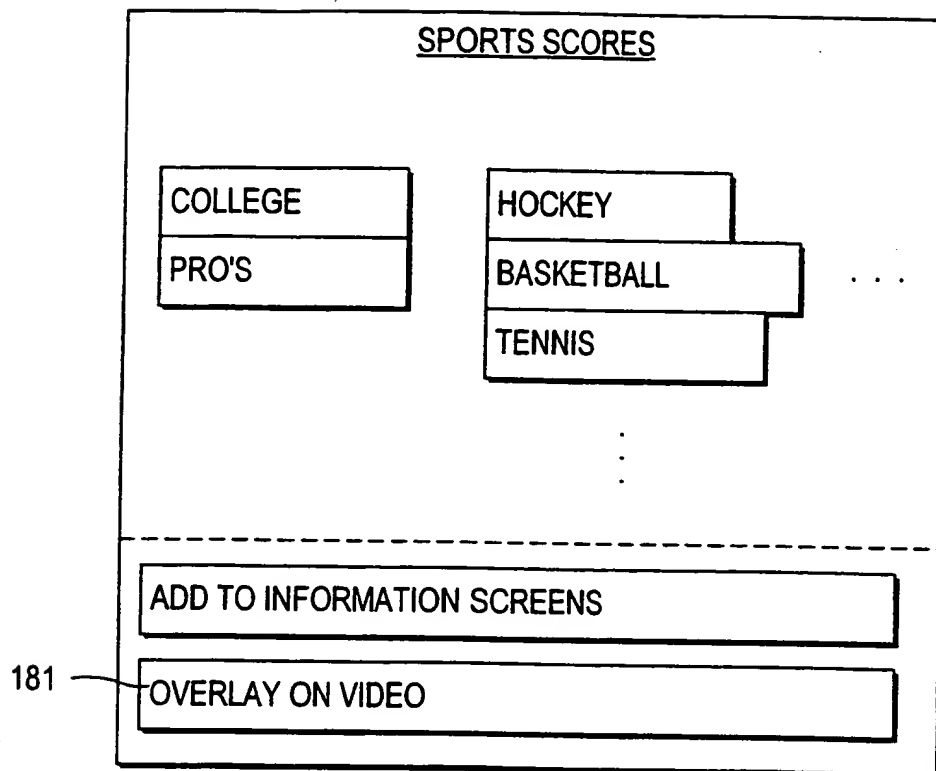 SPORTS SCORES
COLLEGE
PRO'S
HOCKEY
BASKETBALL
. . .
TENNIS
ADD TO INFORMATION SCREENS
181
OVERLAY ON VIDEO